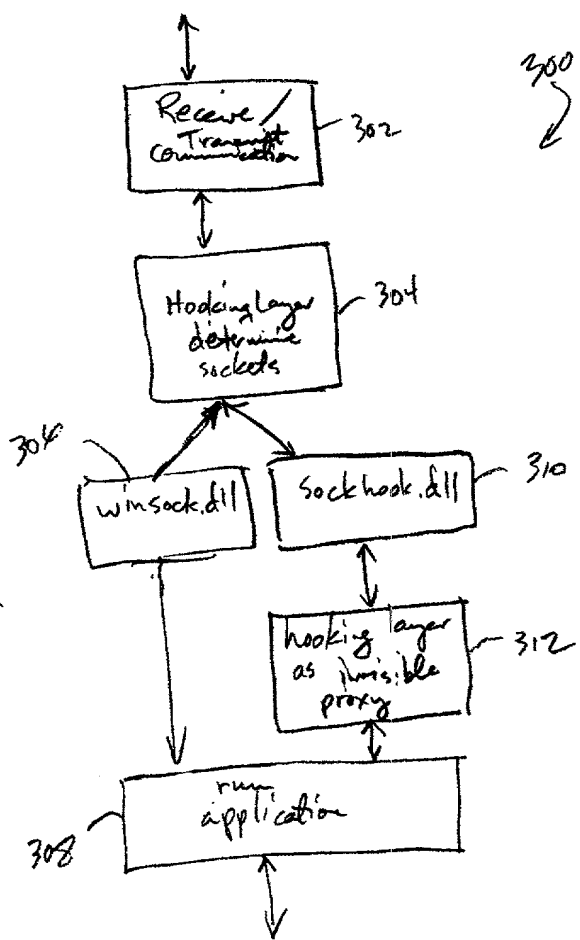 300
Receive /
Transmit
communication
302
Hooking Layer
determine
sockets
304
304
winsock.dll
sockhook.dll
310
hooking layer
as invisible
proxy
312
run
application
308